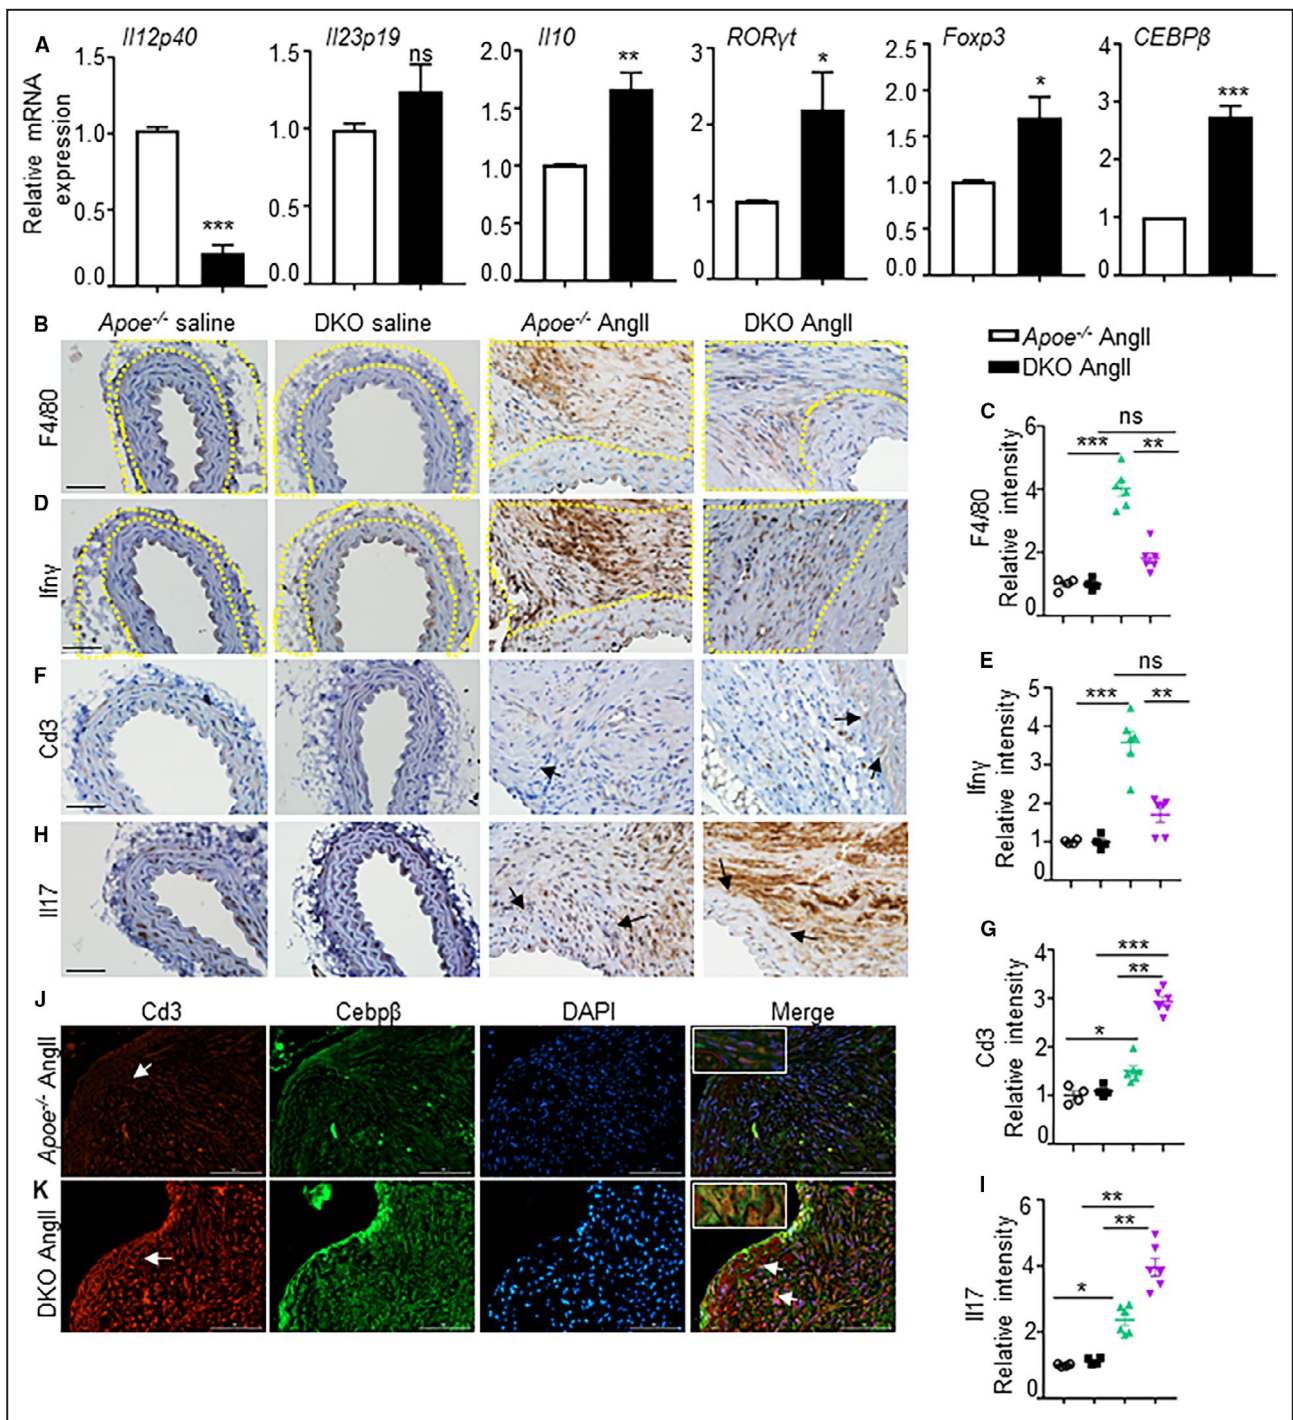 A
Il12p40 Il23p19 Il10 RORγt Foxp3 CEBPβ
Relative mRNA
expression
1.5
1.0
0.5
0.0
***
1.5
1.0
0.5
0.0
ns
2.0
1.5
1.0
0.5
0.0
**
3
2
1
0
*
2.5
2.0
1.5
1.0
0.5
0.0
*
4
3
2
1
0
***
B Apoe-/- saline DKO saline Apoe-/- AngII DKO AngII
F4/80
Apoe-/- AngII
DKO AngII
C
F4/80
Relative intensity
6
4
2
0
ns
*** **
D
Ifnγ
E
Ifnγ
Relative intensity
5
4
3
2
1
0
ns
*** **
F
Cd3
G
Cd3
Relative intensity
4
3
2
1
0
***
**
*
H
Il17
I
Il17
Relative intensity
6
4
2
0
**
**
*
J
Cd3 Cebpβ DAPI Merge
Apoe-/- AngII
K
DKO AngII